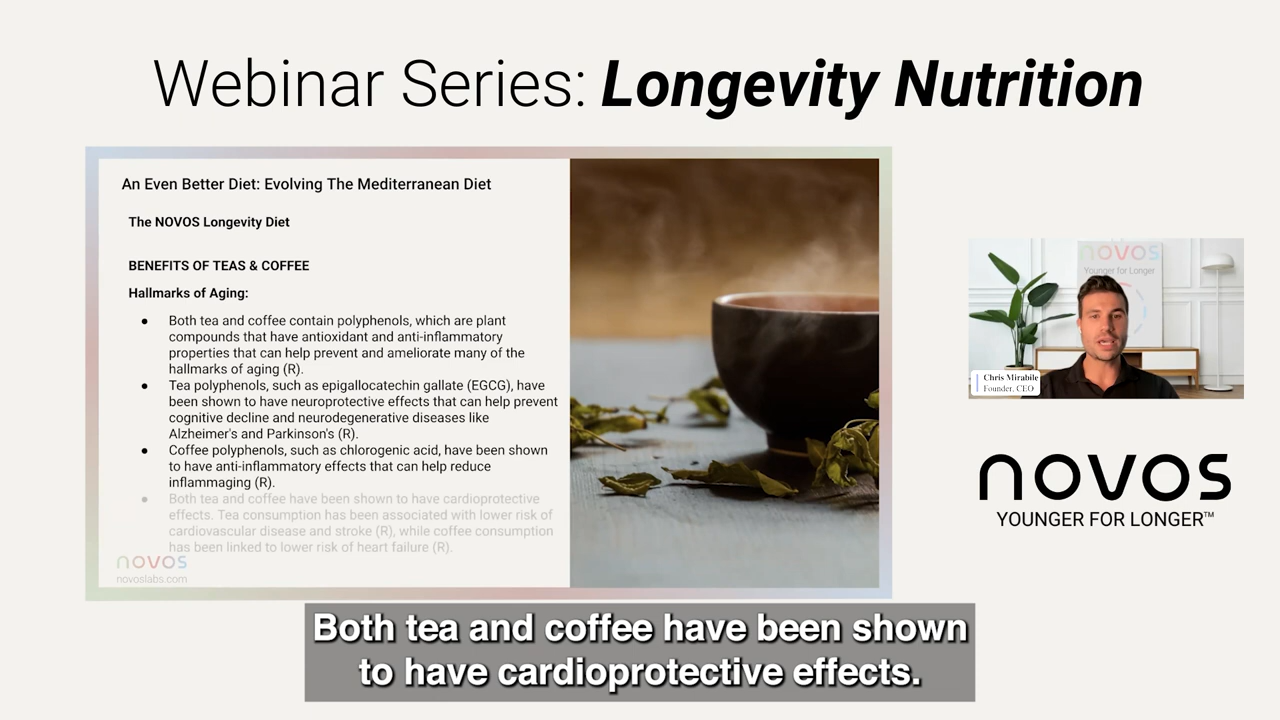 Webinar Series: Longevity Nutrition
An Even Better Diet: Evolving The Mediterranean Diet
The NOVOS Longevity Diet
BENEFITS OF TEAS & COFFEE
Hallmarks of Aging:
● Both tea and coffee contain polyphenols, which are plant
compounds that have antioxidant and anti-inflammatory
properties that can help prevent and ameliorate many of the
hallmarks of aging (R).
● Tea polyphenols, such as epigallocatechin gallate (EGCG), have
been shown to have neuroprotective effects that can help prevent
cognitive decline and neurodegenerative diseases like
Alzheimer's and Parkinson's (R).
● Coffee polyphenols, such as chlorogenic acid, have been shown
to have anti-inflammatory effects that can help reduce
inflammaging (R).
● Both tea and coffee have been shown to have cardioprotective
effects. Tea consumption has been associated with lower risk of
cardiovascular disease and stroke (R), while coffee consumption
has been linked to lower risk of heart failure (R).
novos
novoslabs.com
novos
Younger for Longer
Chris Mirabile
Founder, CEO
novos
YOUNGER FOR LONGER™
Both tea and coffee have been shown
to have cardioprotective effects.